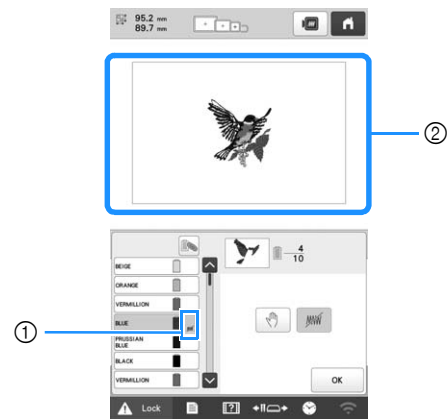 95.2 mm
89.7 mm
②
BEIGE
ORANGE
4
10
VERMILLION
①
BLUE
PRUSSIAN
BLUE
BLACK
VERMILLION
OK
Lock